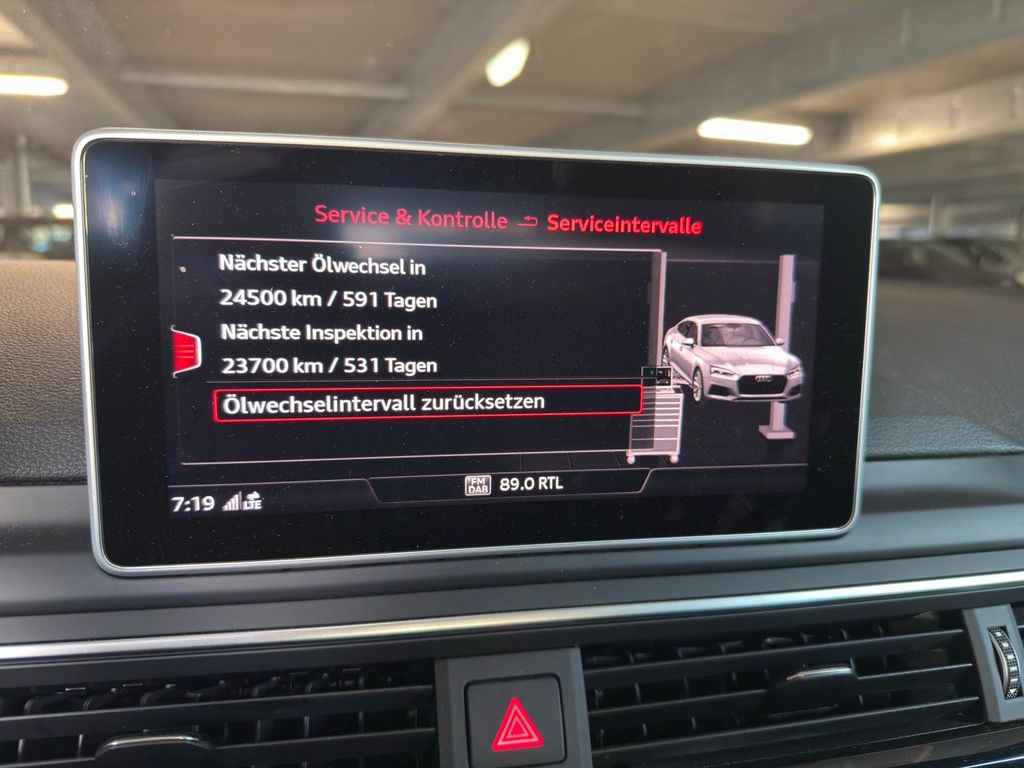 Service & Kontrolle Serviceintervalle
Nächster Ölwechsel in
24500 km / 591 Tagen
Nächste Inspektion in
23700 km / 531 Tagen
Ölwechselintervall zurücksetzen
FM
DAB
89.0 RTL
7:19
LTE